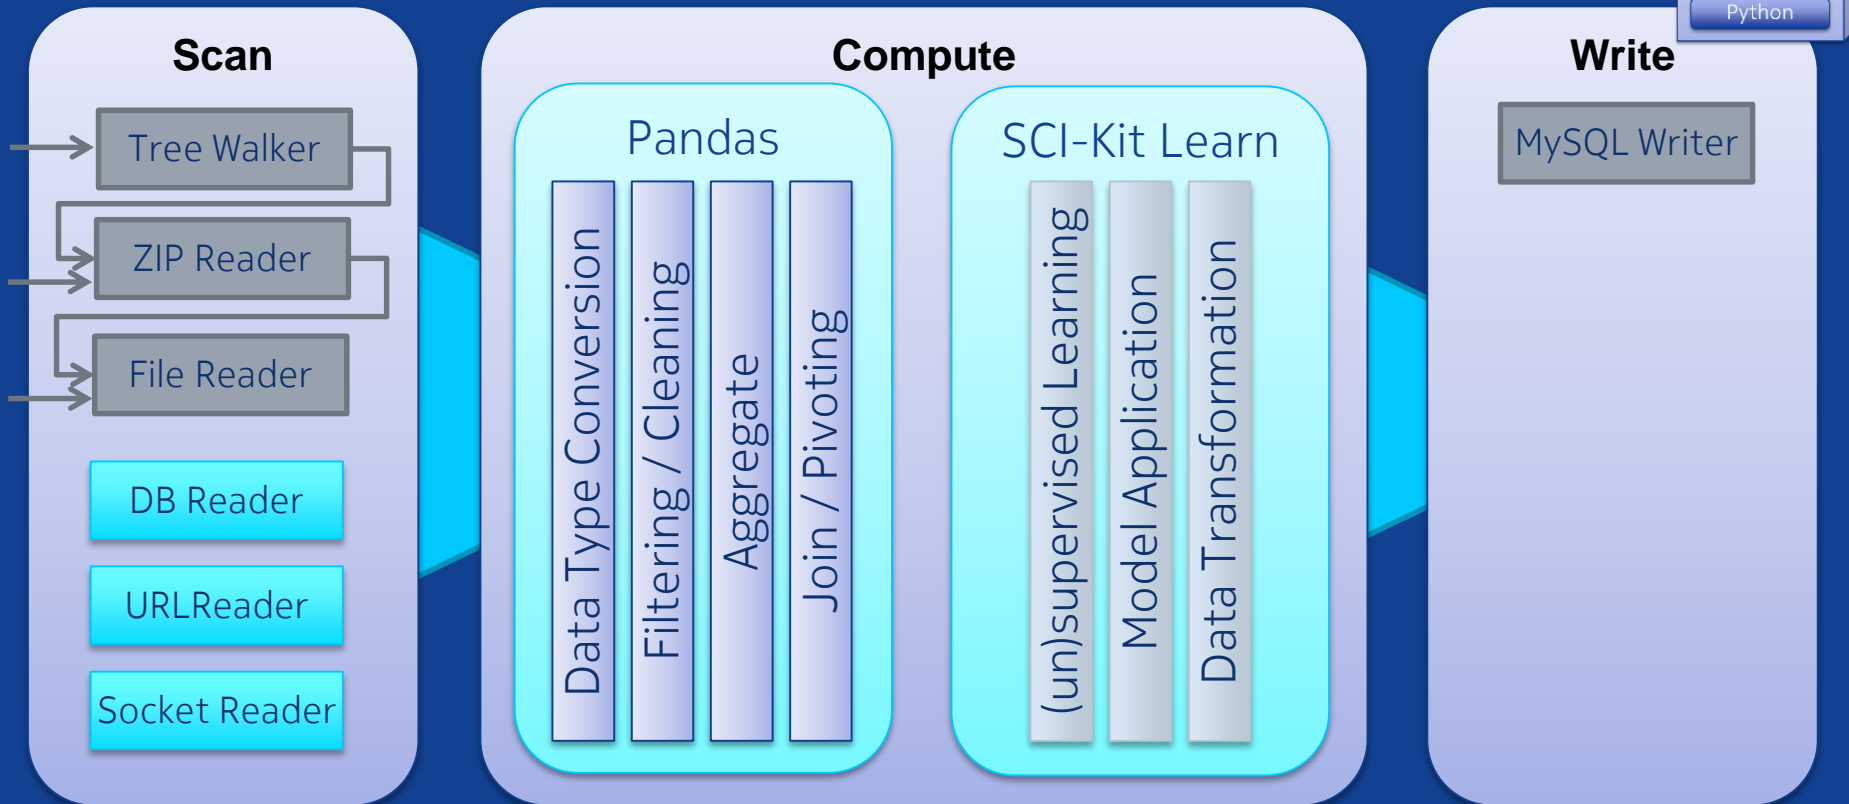 Python
Scan
Compute
Write
Tree Walker
ZIP Reader
File Reader
DB Reader
URLReader
Socket Reader
Pandas
Data Type Conversion
Filtering / Cleaning
Aggregate
Join / Pivoting
SCI-Kit Learn
(un)supervised Learning
Model Application
Data Transformation
MySQL Writer